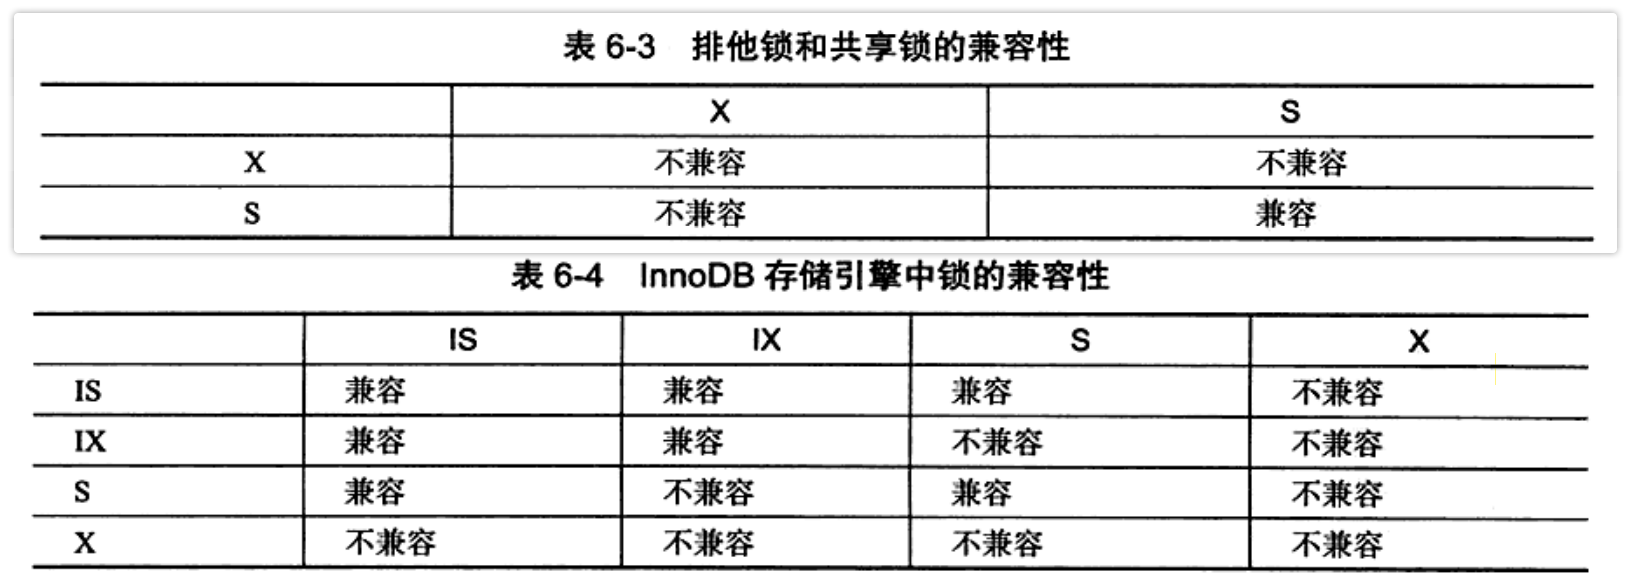 表 6-3 排他锁和共享锁的兼容性
X S
X 不兼容 不兼容
S 不兼容 兼容
表 6-4 InnoDB 存储引擎中锁的兼容性
IS IX S X
IS 兼容 兼容 兼容 不兼容
IX 兼容 兼容 不兼容 不兼容
S 兼容 不兼容 兼容 不兼容
X 不兼容 不兼容 不兼容 不兼容